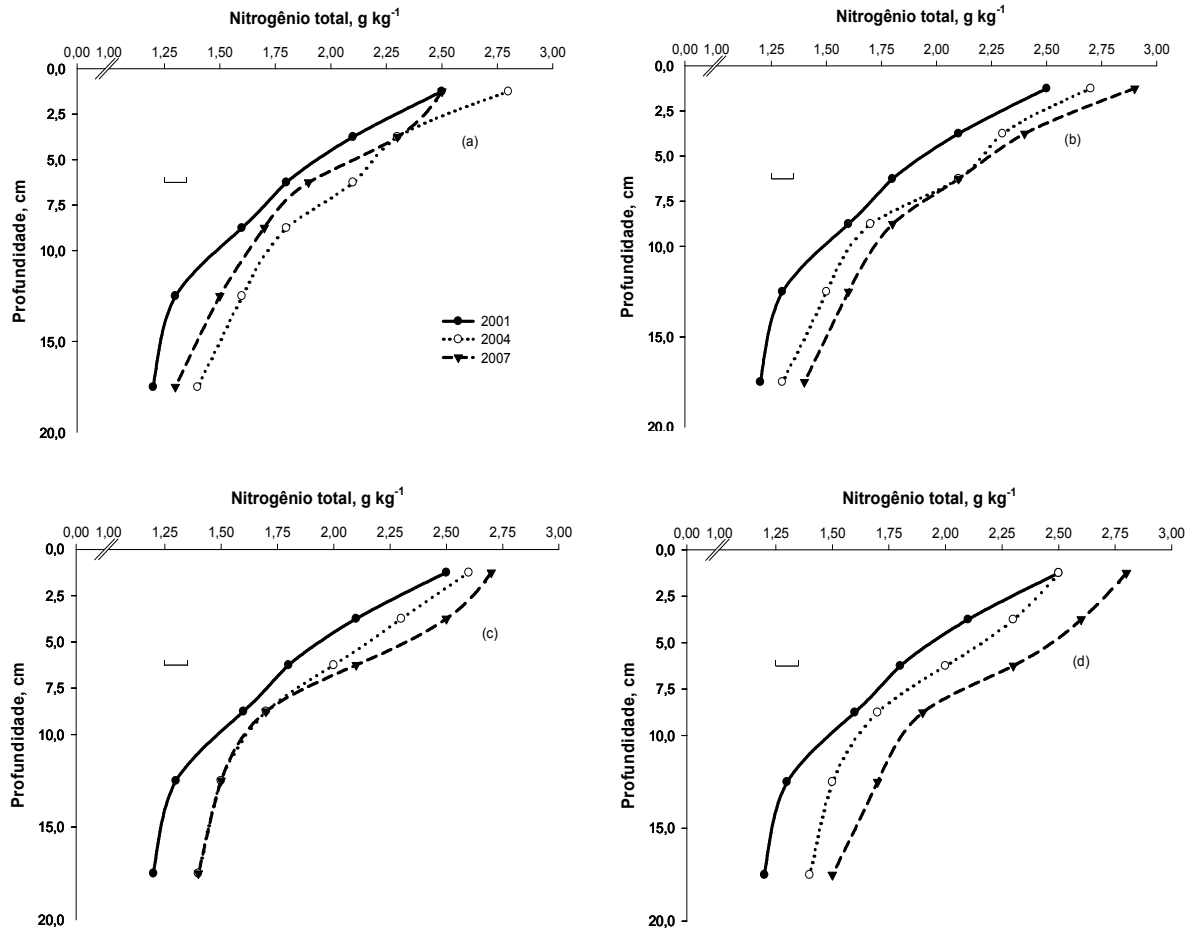 Nitrogênio total, g kg-1
0,00 1,00 1,25 1,50 1,75 2,00 2,25 2,50 2,75 3,00
Profundidade, cm
0,0
2,5
5,0
7,5
10,0
15,0
20,0
(a)
2001
2004
2007
Nitrogênio total, g kg-1
0,00 1,00 1,25 1,50 1,75 2,00 2,25 2,50 2,75 3,00
Profundidade, cm
0,0
2,5
5,0
7,5
10,0
15,0
20,0
(b)
Nitrogênio total, g kg-1
0,00 1,00 1,25 1,50 1,75 2,00 2,25 2,50 2,75 3,00
Profundidade, cm
0,0
2,5
5,0
7,5
10,0
15,0
20,0
(c)
Nitrogênio total, g kg-1
0,00 1,00 1,25 1,50 1,75 2,00 2,25 2,50 2,75 3,00
Profundidade, cm
0,0
2,5
5,0
7,5
10,0
15,0
20,0
(d)